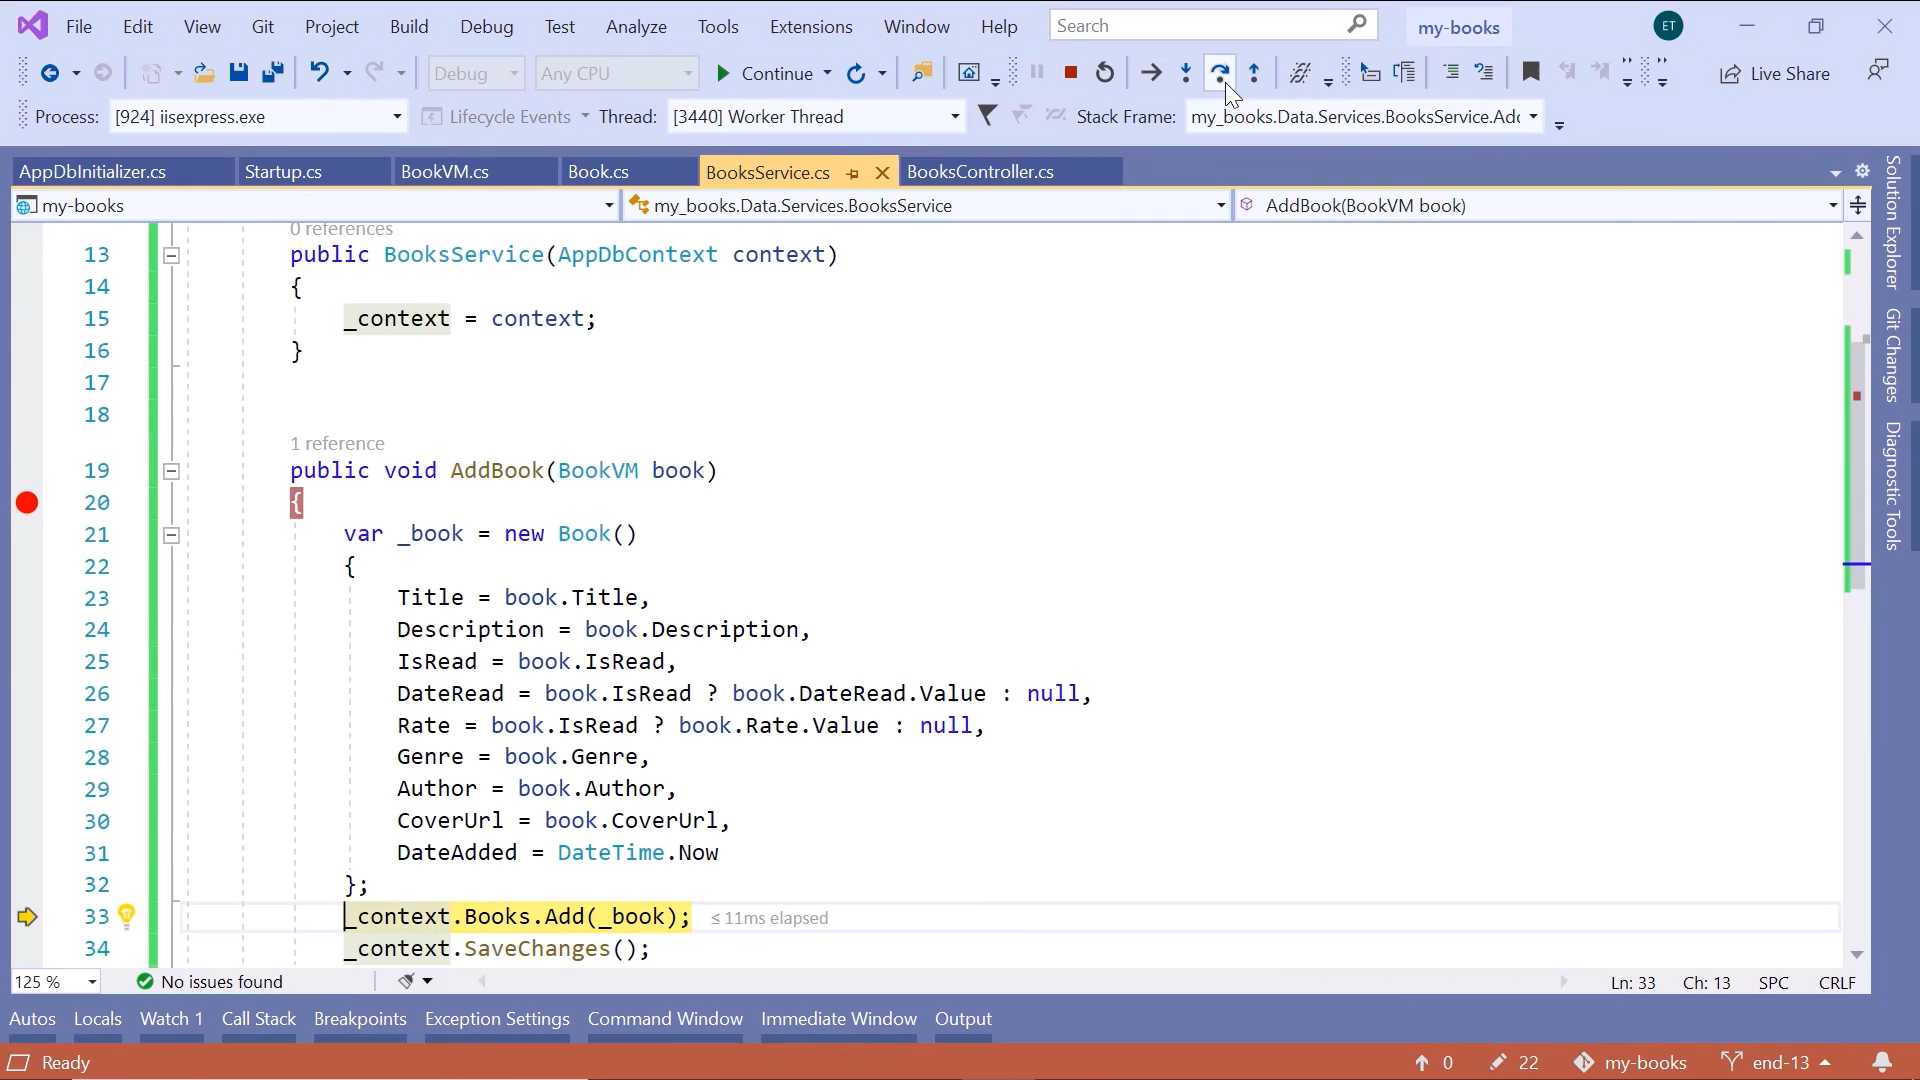 File Edit View Git Project Build Debug Test Analyze Tools Extensions Window Help Search my-books ET
Debug Any CPU Continue Live Share
Process: [924] iisexpress.exe Lifecycle Events Thread: [3440] Worker Thread Stack Frame: my_books.Data.Services.BooksService.Add
AppDbInitializer.cs Startup.cs BookVM.cs Book.cs BooksService.cs BooksController.cs
my-books my_books.Data.Services.BooksService AddBook(BookVM book)
0 references
13 public BooksService(AppDbContext context)
14 {
15 _context = context;
16 }
17
18
1 reference
19 public void AddBook(BookVM book)
20 {
21 var _book = new Book()
22 {
23 Title = book.Title,
24 Description = book.Description,
25 IsRead = book.IsRead,
26 DateRead = book.IsRead ? book.DateRead.Value : null,
27 Rate = book.IsRead ? book.Rate.Value : null,
28 Genre = book.Genre,
29 Author = book.Author,
30 CoverUrl = book.CoverUrl,
31 DateAdded = DateTime.Now
32 };
33 _context.Books.Add(_book); ≤ 11ms elapsed
34 _context.SaveChanges();
125 % No issues found Ln: 33 Ch: 13 SPC CRLF
Autos Locals Watch 1 Call Stack Breakpoints Exception Settings Command Window Immediate Window Output
Ready 0 22 my-books end-13
Solution Explorer
Git Changes
Diagnostic Tools